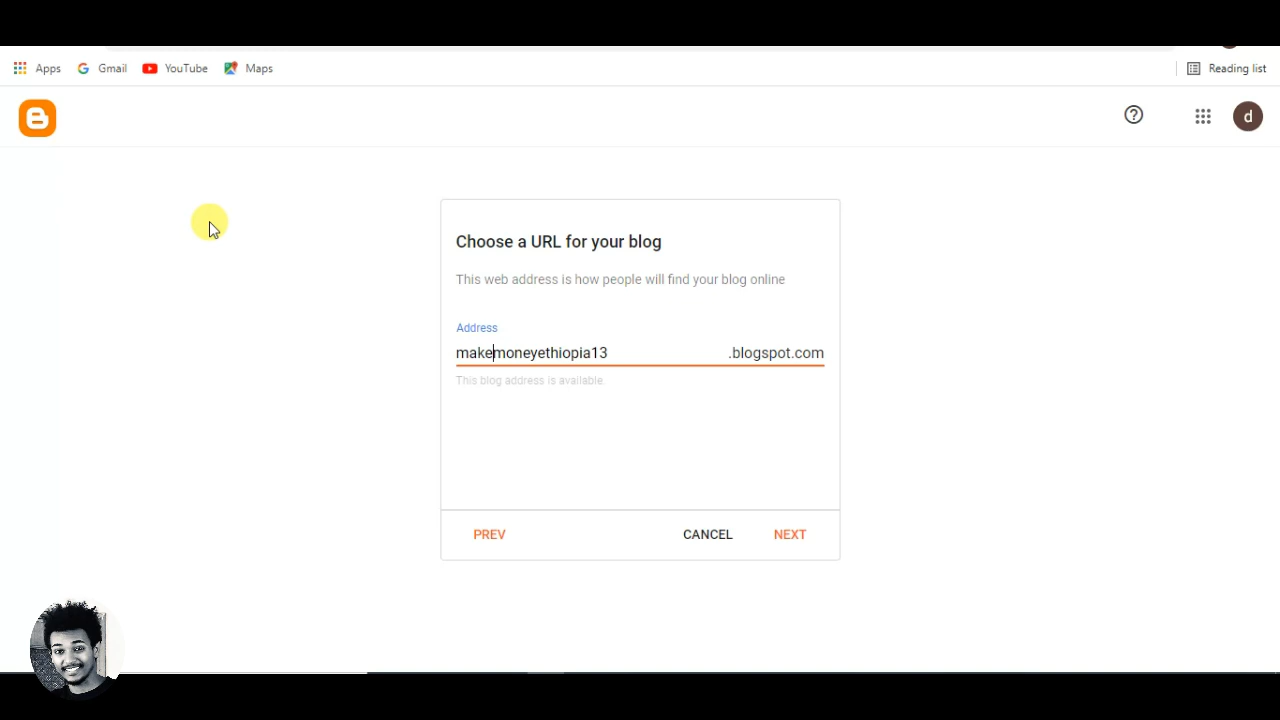 Apps Gmail YouTube Maps Reading list
d
Choose a URL for your blog
This web address is how people will find your blog online
Address
makemoneyethiopia13 .blogspot.com
This blog address is available.
PREV CANCEL NEXT